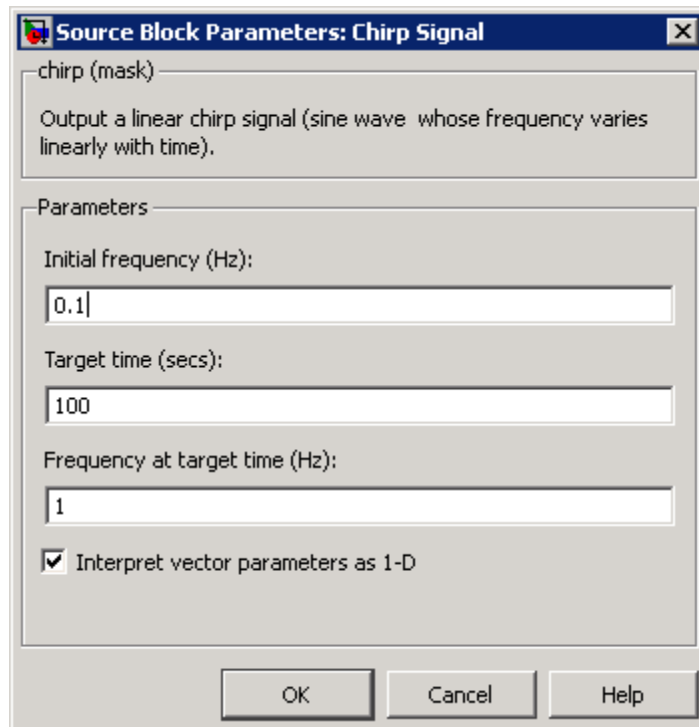 Source Block Parameters: Chirp Signal
chirp (mask)
Output a linear chirp signal (sine wave  whose frequency varies
linearly with time).
Parameters
Initial frequency (Hz):
0.1
Target time (secs):
100
Frequency at target time (Hz):
1
Interpret vector parameters as 1-D
OK Cancel Help